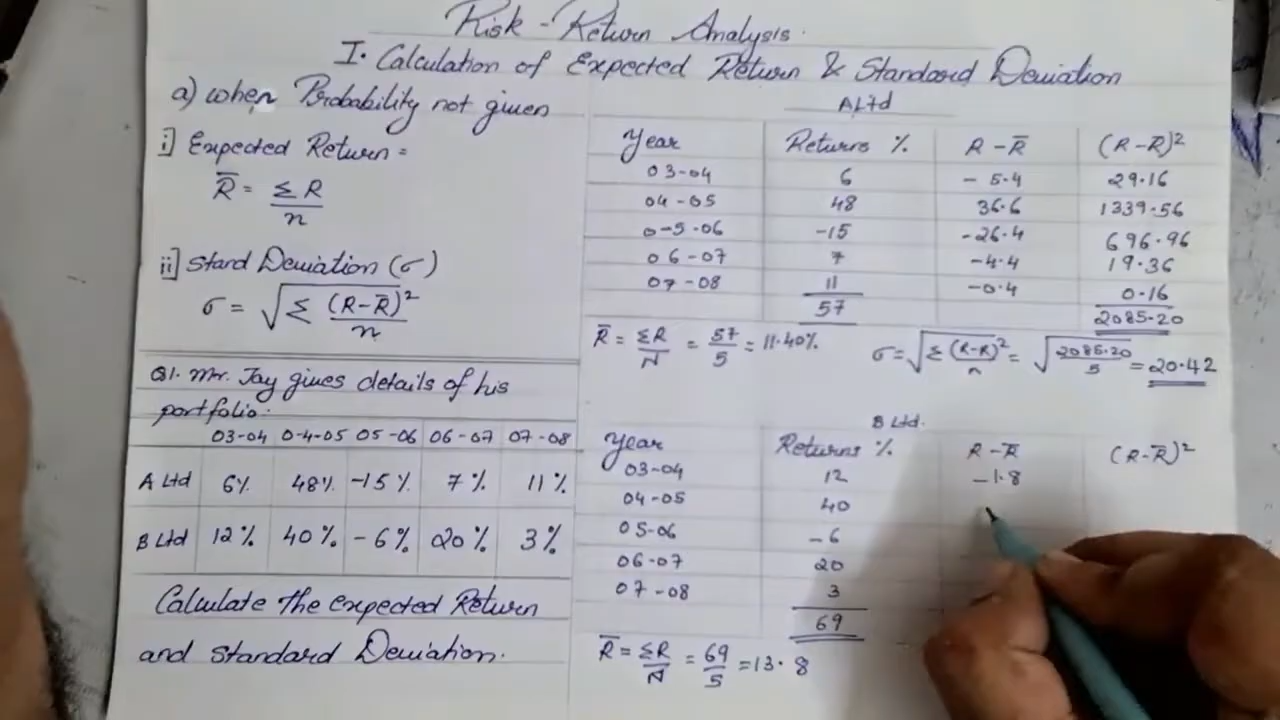 Risk - Return Analysis.
I. Calculation of Expected Return & Standard Deviation
a) when Probability not given
i] Expected Return =
R̅ = ΣR / n
ii] Stand Deviation (σ)
σ = √Σ (R-R̅)² / n
Q1. Mr. Jay gives details of his
portfolio.
03-04 0-4-05 05-06 06-07 07-08
A Ltd 6% 48% -15% 7% 11%
B Ltd 12% 40% -6% 20% 3%
Calculate the expected Return
and Standard Deviation.
A Ltd
Year Returns % R-R̅ (R-R̅)²
03-04 6 -5.4 29.16
04-05 48 36.6 1339.56
0-5-06 -15 -26.4 696.96
06-07 7 -4.4 19.36
07-08 11 -0.4 0.16
57 2085.20
R̅ = ΣR / N = 57 / 5 = 11.40% σ = √Σ (R-R̅)² / n = √2085.20 / 5 = 20.42
B Ltd.
Year Returns % R-R̅ (R-R̅)²
03-04 12 -1.8
04-05 40
05-06 -6
06-07 20
07-08 3
69
R̅ = ΣR / N = 69 / 5 = 13.8